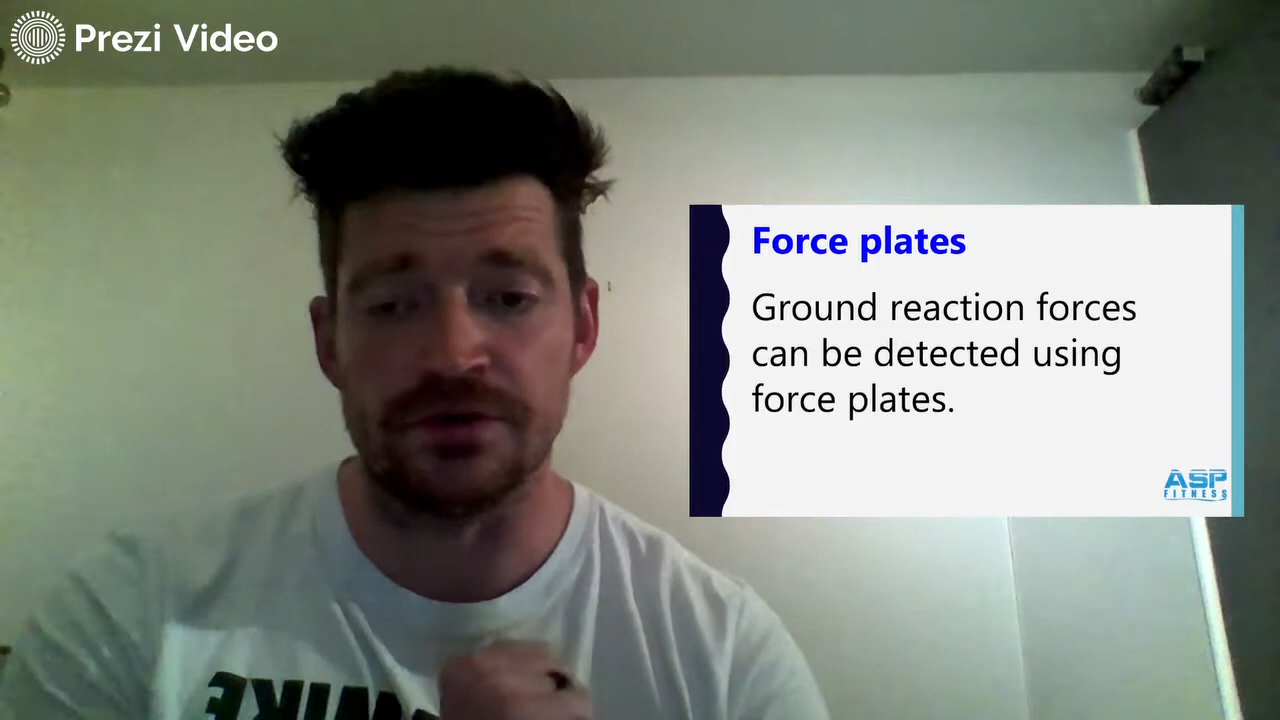 Prezi Video
Force plates
Ground reaction forces
can be detected using
force plates.
ASP
FITNESS